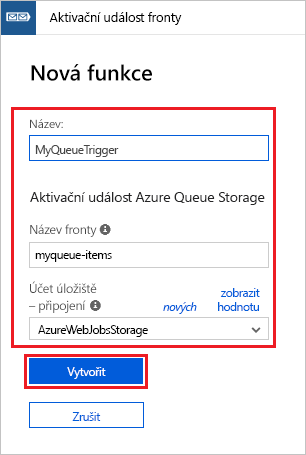 Aktivační událost fronty
Nová funkce
Název:
MyQueueTrigger
Aktivační událost Azure Queue Storage
Název fronty
myqueue-items
Účet úložiště
– připojení
nových
zobrazit
hodnotu
AzureWebJobsStorage
Vytvořit
Zrušit